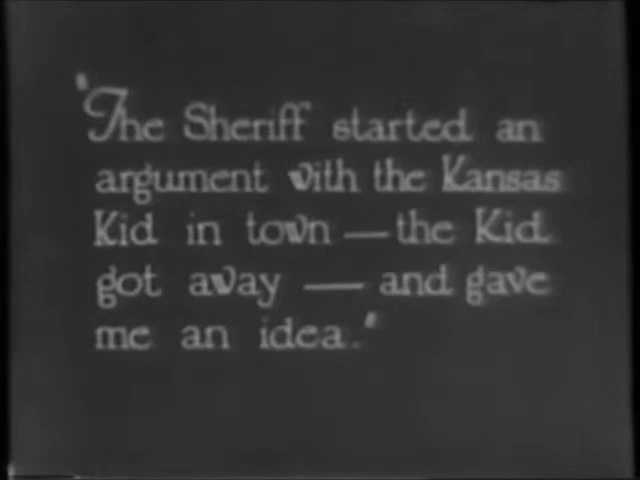 "The Sheriff started an
argument with the Kansas
Kid in town — the Kid
got away — and gave
me an idea."